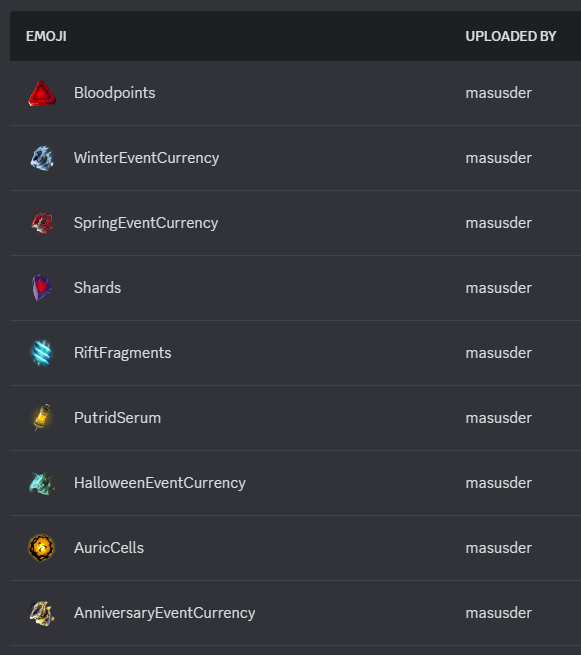 EMOJI UPLOADED BY
Bloodpoints masusder
WinterEventCurrency masusder
SpringEventCurrency masusder
Shards masusder
RiftFragments masusder
PutridSerum masusder
HalloweenEventCurrency masusder
AuricCells masusder
AnniversaryEventCurrency masusder